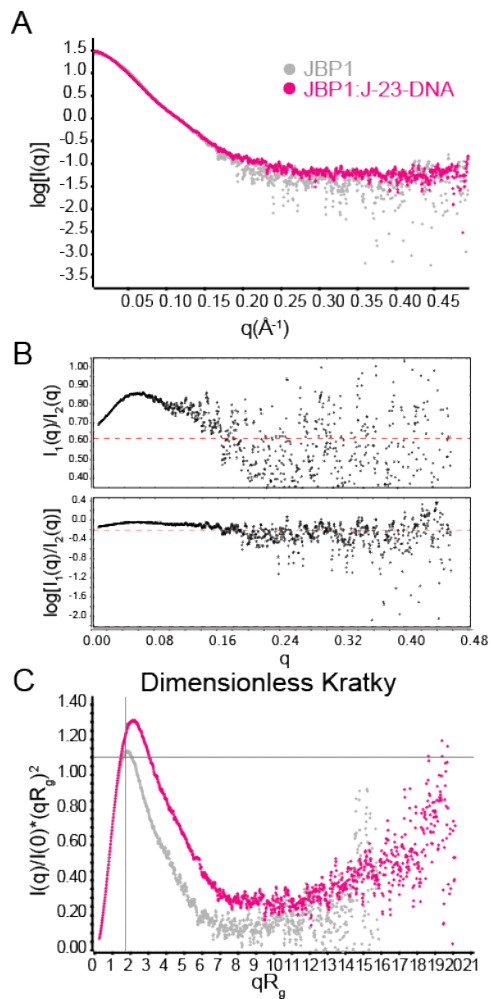 A
log[I(q)]
1.5
1.0
0.5
0.0
-0.5
-1.0
-1.5
-2.0
-2.5
-3.0
-3.5
JBP1
JBP1:J-23-DNA
0.05 0.10 0.15 0.20 0.25 0.30 0.35 0.40 0.45
q(Å⁻¹)
B
I₁(q)/I₂(q)
1.00
0.90
0.80
0.70
0.60
0.50
0.40
log[I₁(q)/I₂(q)]
0.4
0.0
-0.4
-0.8
-1.2
-1.6
-2.0
0.00 0.08 0.16 0.24 0.32 0.40 0.48
q
C
Dimensionless Kratky
I(q)/I(0)*(qRg)²
1.40
1.20
1.00
0.80
0.60
0.40
0.20
0.00
0 1 2 3 4 5 6 7 8 9 10 11 12 13 14 15 16 17 18 19 20 21
qRg